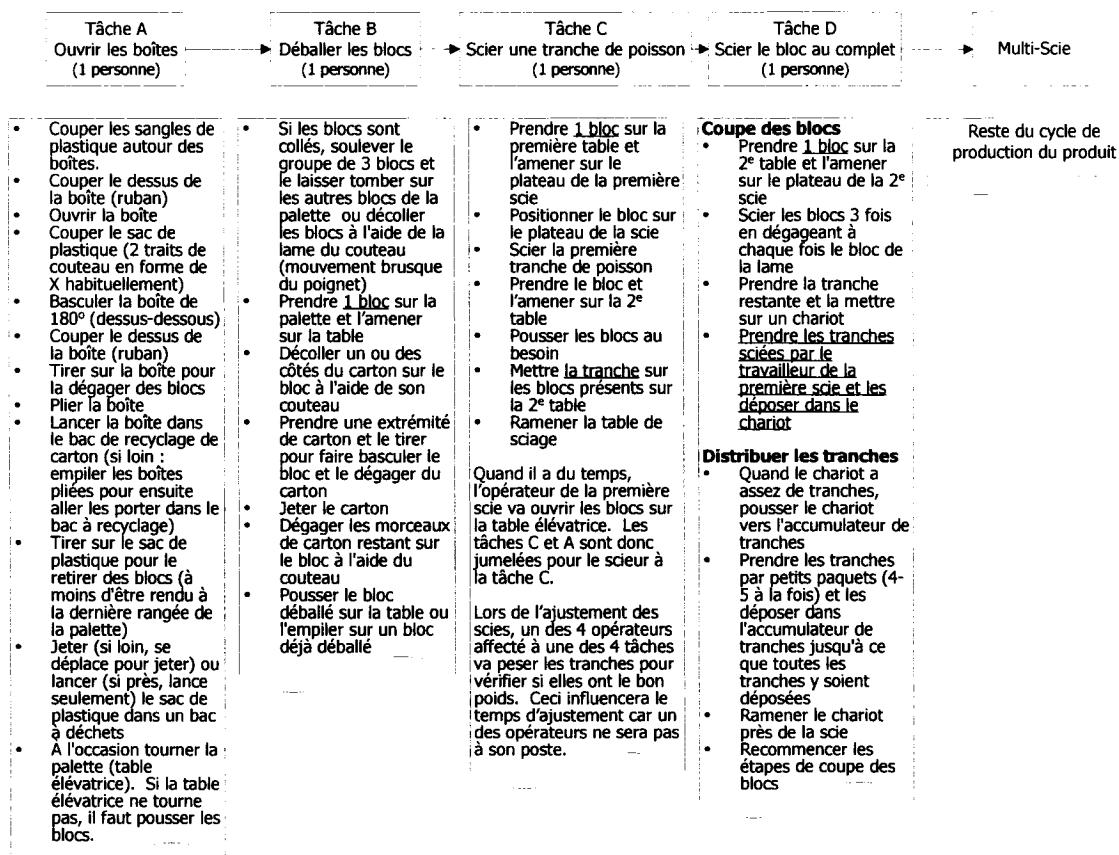 Tâche A
Ouvrir les boîtes
(1 personne)
Tâche B
Déballer les blocs
(1 personne)
Tâche C
Scier une tranche de poisson
(1 personne)
Tâche D
Scier le bloc au complet
(1 personne)
Multi-Scie
• Couper les sangles de
plastique autour des
boîtes.
• Couper le dessus de
la boîte (ruban)
• Ouvrir la boîte
• Couper le sac de
plastique (2 traits de
couteau en forme de
X habituellement)
• Basculer la boîte de
180° (dessus-dessous)
• Couper le dessus de
la boîte (ruban)
• Tirer sur la boîte pour
la dégager des blocs
• Plier la boîte
• Lancer la boîte dans
le bac de recyclage de
carton (si loin :
empiler les boîtes
pliées pour ensuite
aller les porter dans le
bac à recyclage)
• Tirer sur le sac de
plastique pour le
retirer des blocs (à
moins d'être rendu à
la dernière rangée de
la palette)
• Jeter (si loin, se
déplace pour jeter) ou
lancer (si près, lance
seulement) le sac de
plastique dans un bac
à déchets
• A l'occasion tourner la
palette (table
élévatrice). Si la table
élévatrice ne tourne
pas, il faut pousser les
blocs.
• Si les blocs sont
collés, soulever le
groupe de 3 blocs et
le laisser tomber sur
les autres blocs de la
palette ou décoller
les blocs à l'aide de la
lame du couteau
(mouvement brusque
du poignet)
• Prendre 1 bloc sur la
palette et l'amener
sur la table
• Décoller un ou des
côtés du carton sur le
bloc à l'aide de son
couteau
• Prendre une extrémité
de carton et le tirer
pour faire basculer le
bloc et le dégager du
carton
• Jeter le carton
• Dégager les morceaux
de carton restant sur
le bloc à l'aide du
couteau
• Pousser le bloc
déballé sur la table ou
l'empiler sur un bloc
déjà déballé
• Prendre 1 bloc sur la
première table et
l'amener sur le
plateau de la première
scie
• Positionner le bloc sur
le plateau de la scie
• Scier la première
tranche de poisson
• Prendre le bloc et
l'amener sur la 2e
table
• Pousser les blocs au
besoin
• Mettre la tranche sur
les blocs présents sur
la 2e table
• Ramener la table de
sciage
Quand il a du temps,
l'opérateur de la première
scie va ouvrir les blocs sur
la table élévatrice. Les
tâches C et A sont donc
jumelées pour le scieur à
la tâche C.
Lors de l'ajustement des
scies, un des 4 opérateurs
affecté à une des 4 tâches
va peser les tranches pour
vérifier si elles ont le bon
poids. Ceci influencera le
temps d'ajustement car un
des opérateurs ne sera pas
à son poste.
Coupe des blocs
• Prendre 1 bloc sur la
2e table et l'amener
sur le plateau de la 2e
scie
• Scier les blocs 3 fois
en dégageant à
chaque fois le bloc de
la lame
• Prendre la tranche
restante et la mettre
sur un chariot
• Prendre les tranches
sciées par le
travailleur de la
première scie et les
déposer dans le
chariot
Distribuer les tranches
• Quand le chariot a
assez de tranches,
pousser le chariot
vers l'accumulateur de
tranches
• Prendre les tranches
par petits paquets (4-
5 à la fois) et les
déposer dans
l'accumulateur de
tranches jusqu'à ce
que toutes les
tranches y soient
déposées
• Ramener le chariot
près de la scie
• Recommencer les
étapes de coupe des
blocs
Reste du cycle de
production du produit